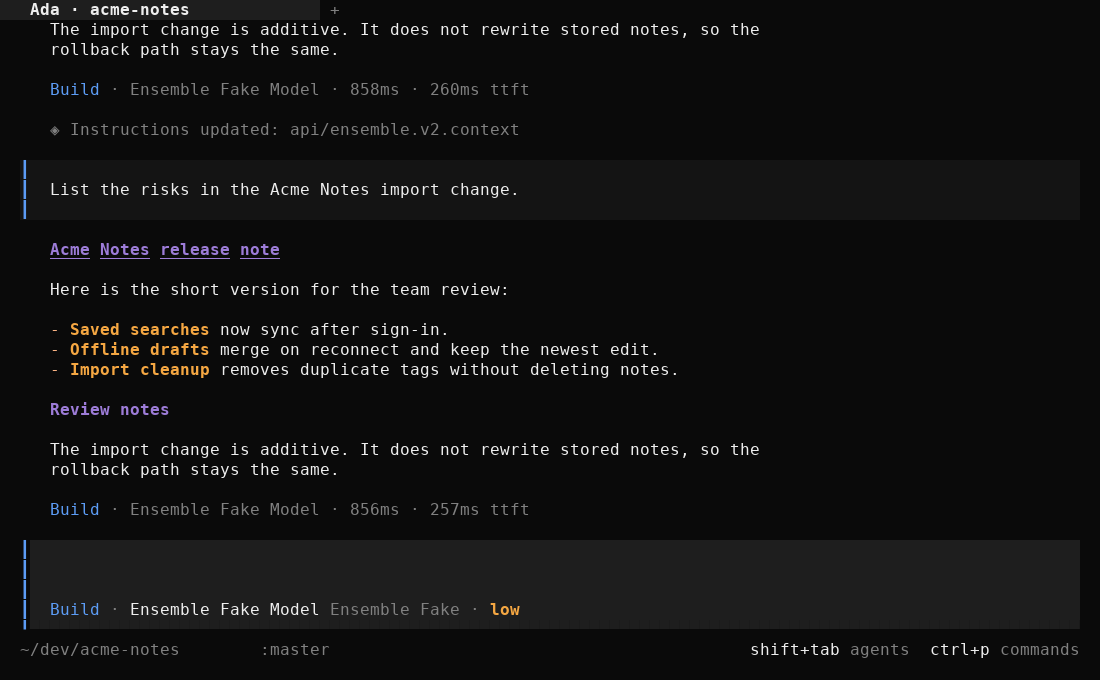 Ada · acme-notes +
The import change is additive. It does not rewrite stored notes, so the
rollback path stays the same.
Build · Ensemble Fake Model · 858ms · 260ms ttft
◈ Instructions updated: api/ensemble.v2.context
List the risks in the Acme Notes import change.
Acme Notes release note
Here is the short version for the team review:
- Saved searches now sync after sign-in.
- Offline drafts merge on reconnect and keep the newest edit.
- Import cleanup removes duplicate tags without deleting notes.
Review notes
The import change is additive. It does not rewrite stored notes, so the
rollback path stays the same.
Build · Ensemble Fake Model · 856ms · 257ms ttft
Build · Ensemble Fake Model Ensemble Fake · low
~/dev/acme-notes :master shift+tab agents ctrl+p commands